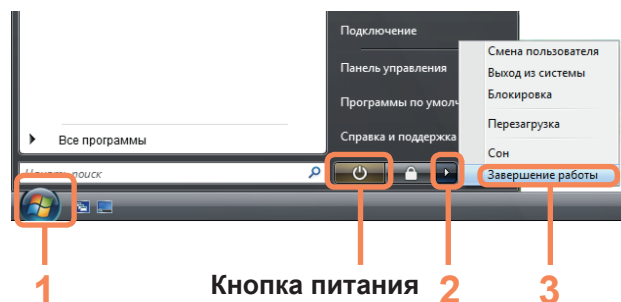 Подключение
Панель управления
Программы по умолч
Справка и поддержка
Смена пользователя
Выход из системы
Блокировка
Перезагрузка
Сон
Завершение работы
Все программы
поиск
1
Кнопка питания
2
3